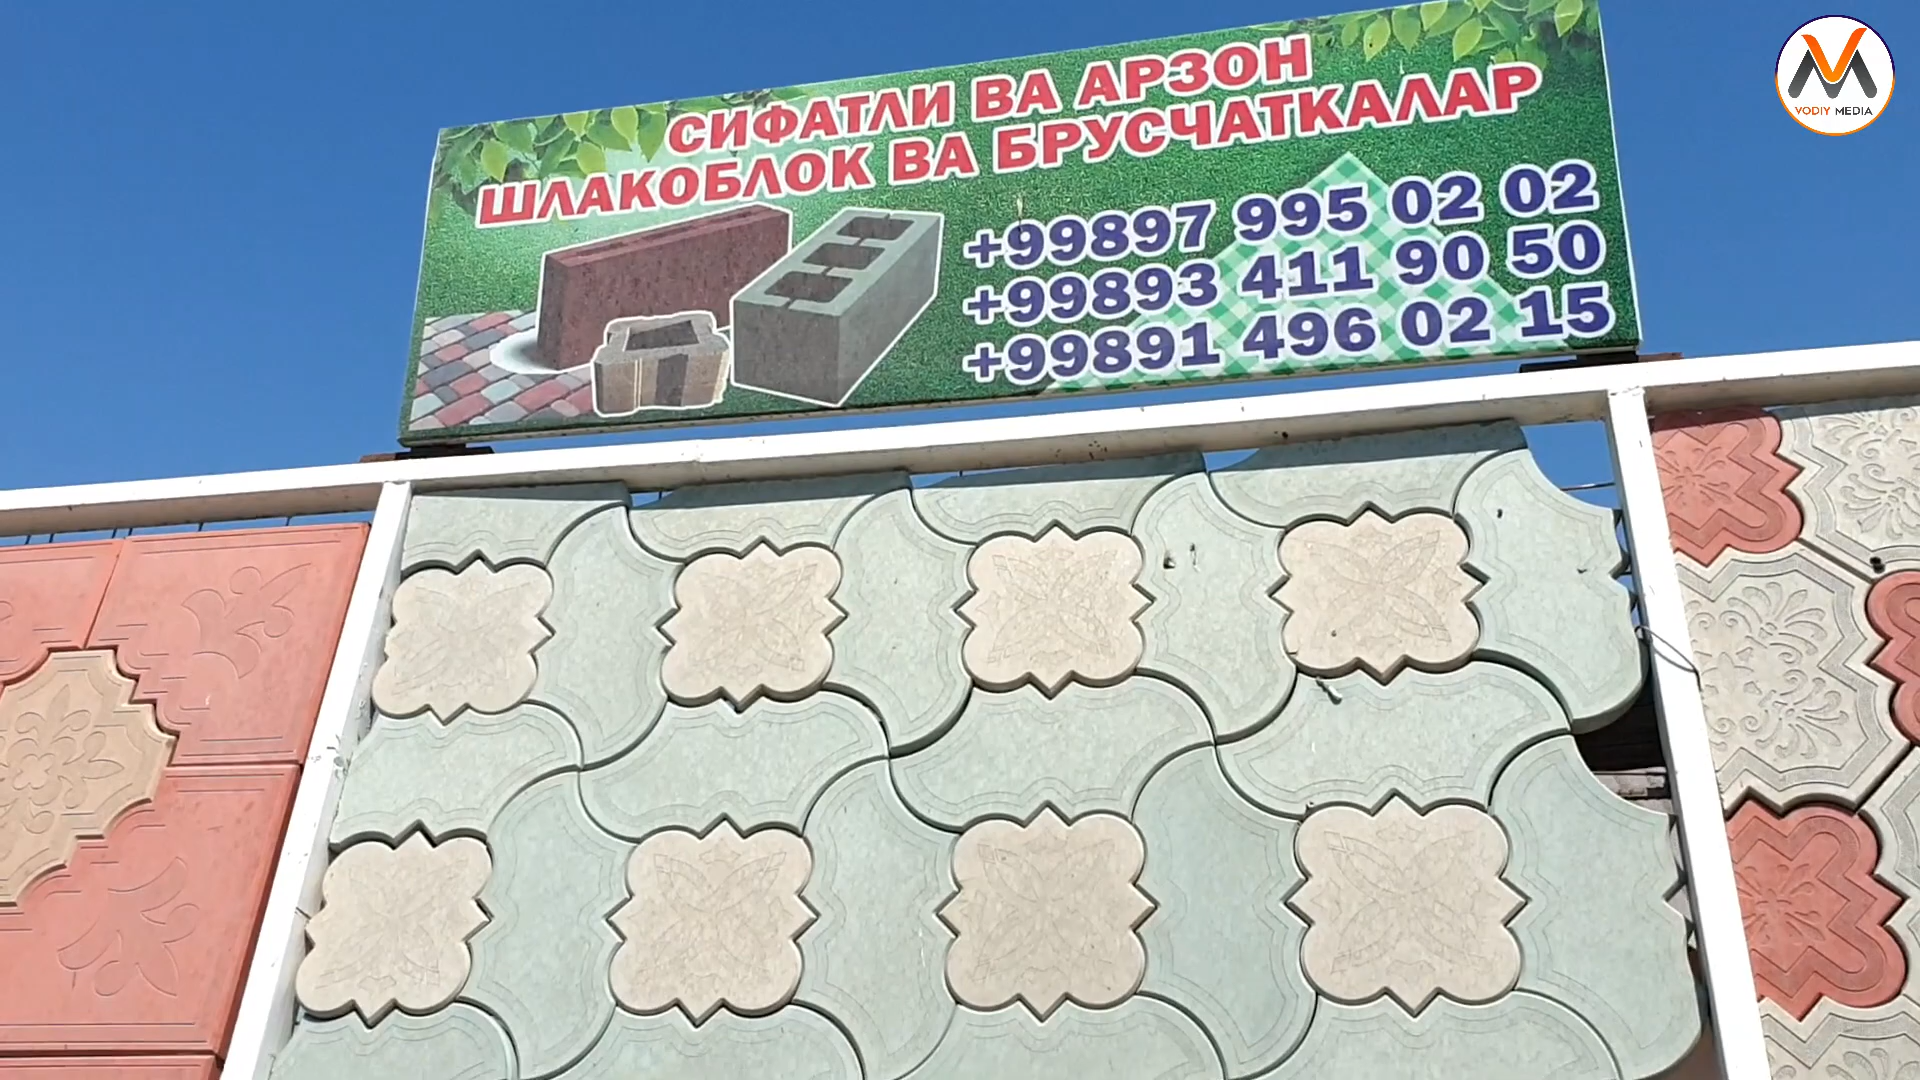 СИФАТЛИ ВА АРЗОН
ШЛАКОБЛОК ВА БРУСЧАТКАЛАР
+99897 995 02 02
+99893 411 90 50
+99891 496 02 15
VODIY MEDIA